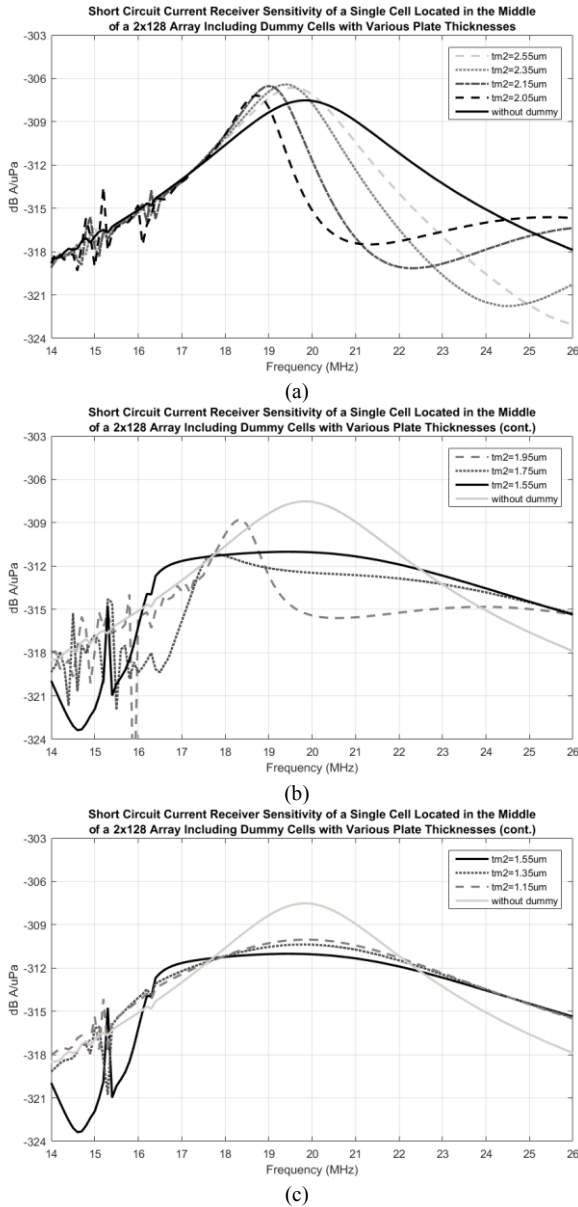 Short Circuit Current Receiver Sensitivity of a Single Cell Located in the Middle
of a 2x128 Array Including Dummy Cells with Various Plate Thicknesses
-303
-306
-309
-312
-315
-318
-321
-324
dB A/uPa
tm2=2.55um
tm2=2.35um
tm2=2.15um
tm2=2.05um
without dummy
14 15 16 17 18 19 20 21 22 23 24 25 26
Frequency (MHz)
(a)
Short Circuit Current Receiver Sensitivity of a Single Cell Located in the Middle
of a 2x128 Array Including Dummy Cells with Various Plate Thicknesses (cont.)
-303
-306
-309
-312
-315
-318
-321
-324
dB A/uPa
tm2=1.95um
tm2=1.75um
tm2=1.55um
without dummy
14 15 16 17 18 19 20 21 22 23 24 25 26
Frequency (MHz)
(b)
Short Circuit Current Receiver Sensitivity of a Single Cell Located in the Middle
of a 2x128 Array Including Dummy Cells with Various Plate Thicknesses (cont.)
-303
-306
-309
-312
-315
-318
-321
-324
dB A/uPa
tm2=1.55um
tm2=1.35um
tm2=1.15um
without dummy
14 15 16 17 18 19 20 21 22 23 24 25 26
Frequency (MHz)
(c)